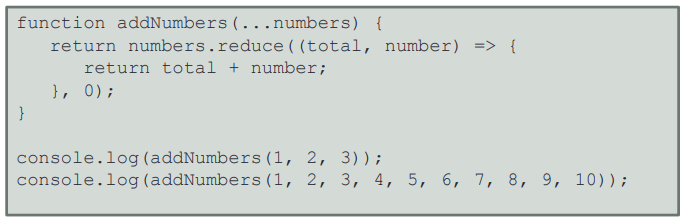 function addNumbers(...numbers) {
   return numbers.reduce((total, number) => {
      return total + number;
   }, 0);
}

console.log(addNumbers(1, 2, 3));
console.log(addNumbers(1, 2, 3, 4, 5, 6, 7, 8, 9, 10));